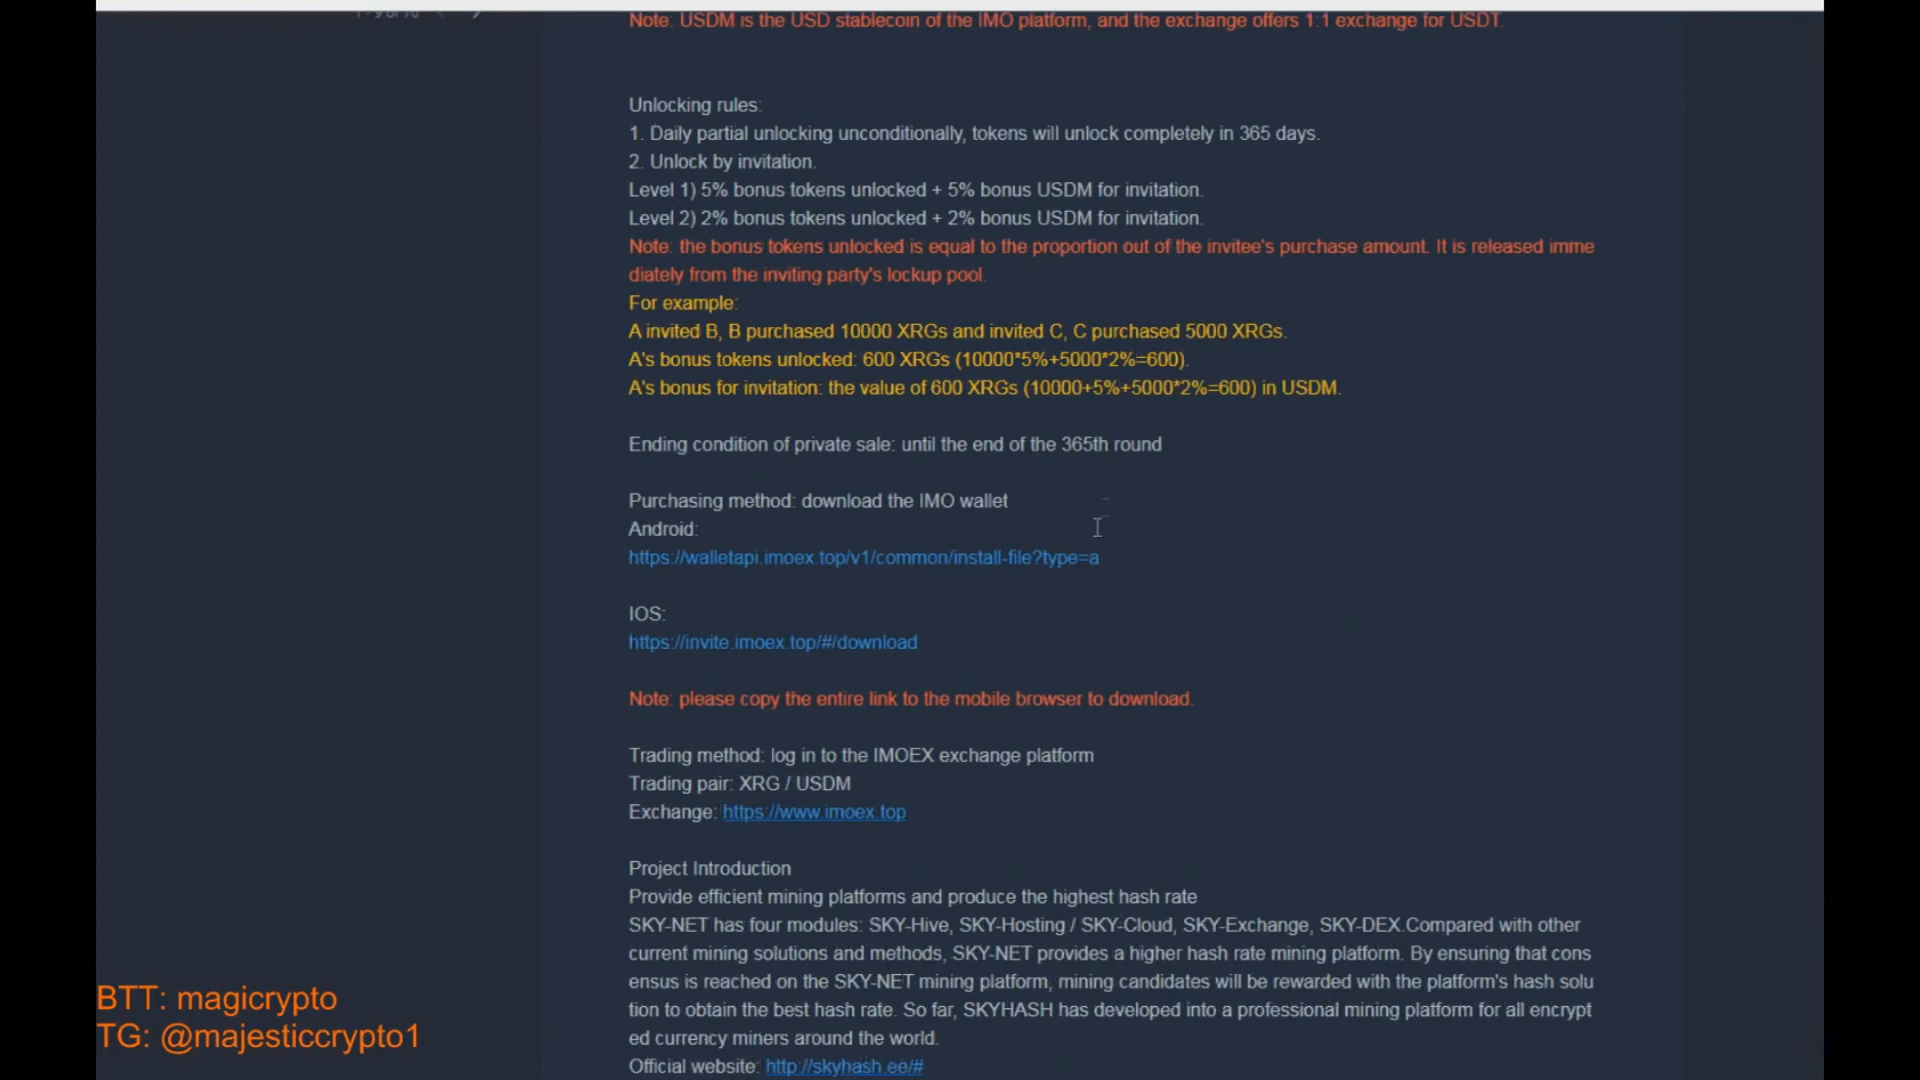 Note: USDM is the USD stablecoin of the IMO platform, and the exchange offers 1:1 exchange for USDT.
Unlocking rules:
1. Daily partial unlocking unconditionally, tokens will unlock completely in 365 days.
2. Unlock by invitation.
Level 1) 5% bonus tokens unlocked + 5% bonus USDM for invitation.
Level 2) 2% bonus tokens unlocked + 2% bonus USDM for invitation.
Note: the bonus tokens unlocked is equal to the proportion out of the invitee's purchase amount. It is released imme
diately from the inviting party's lockup pool.
For example:
A invited B, B purchased 10000 XRGs and invited C, C purchased 5000 XRGs.
A's bonus tokens unlocked: 600 XRGs (10000*5%+5000*2%=600).
A's bonus for invitation: the value of 600 XRGs (10000+5%+5000*2%=600) in USDM.
Ending condition of private sale: until the end of the 365th round
Purchasing method: download the IMO wallet
Android:
https://walletapi.imoex.top/v1/common/install-file?type=a
IOS:
https://invite.imoex.top/#/download
Note: please copy the entire link to the mobile browser to download.
Trading method: log in to the IMOEX exchange platform
Trading pair: XRG / USDM
Exchange: https://www.imoex.top
Project Introduction
Provide efficient mining platforms and produce the highest hash rate
SKY-NET has four modules: SKY-Hive, SKY-Hosting / SKY-Cloud, SKY-Exchange, SKY-DEX.Compared with other
current mining solutions and methods, SKY-NET provides a higher hash rate mining platform. By ensuring that cons
ensus is reached on the SKY-NET mining platform, mining candidates will be rewarded with the platform's hash solu
tion to obtain the best hash rate. So far, SKYHASH has developed into a professional mining platform for all encrypt
ed currency miners around the world.
Official website: http://skyhash.ee/#
BTT: magicrypto
TG: @majesticcrypto1